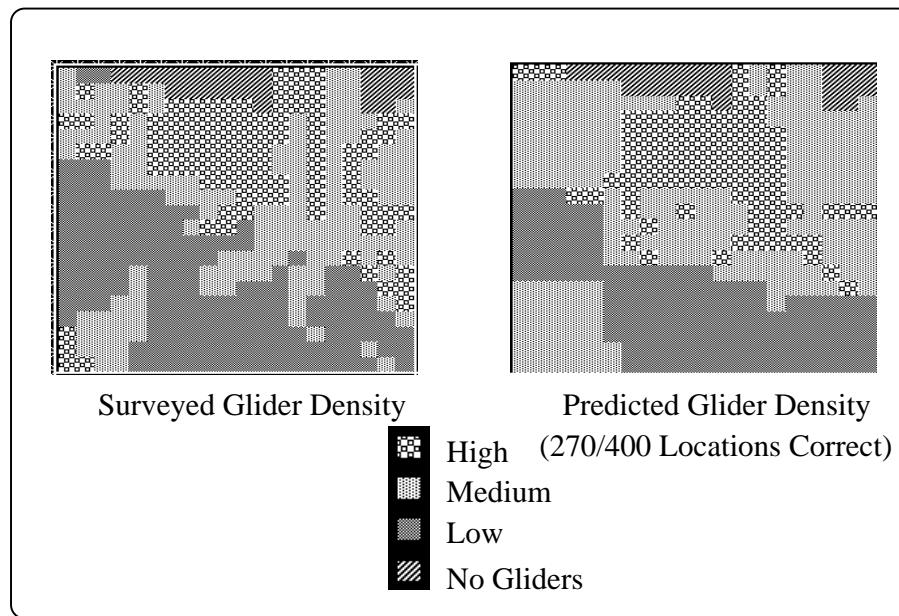 Surveyed Glider Density
Predicted Glider Density
(270/400 Locations Correct)
High
Medium
Low
No Gliders